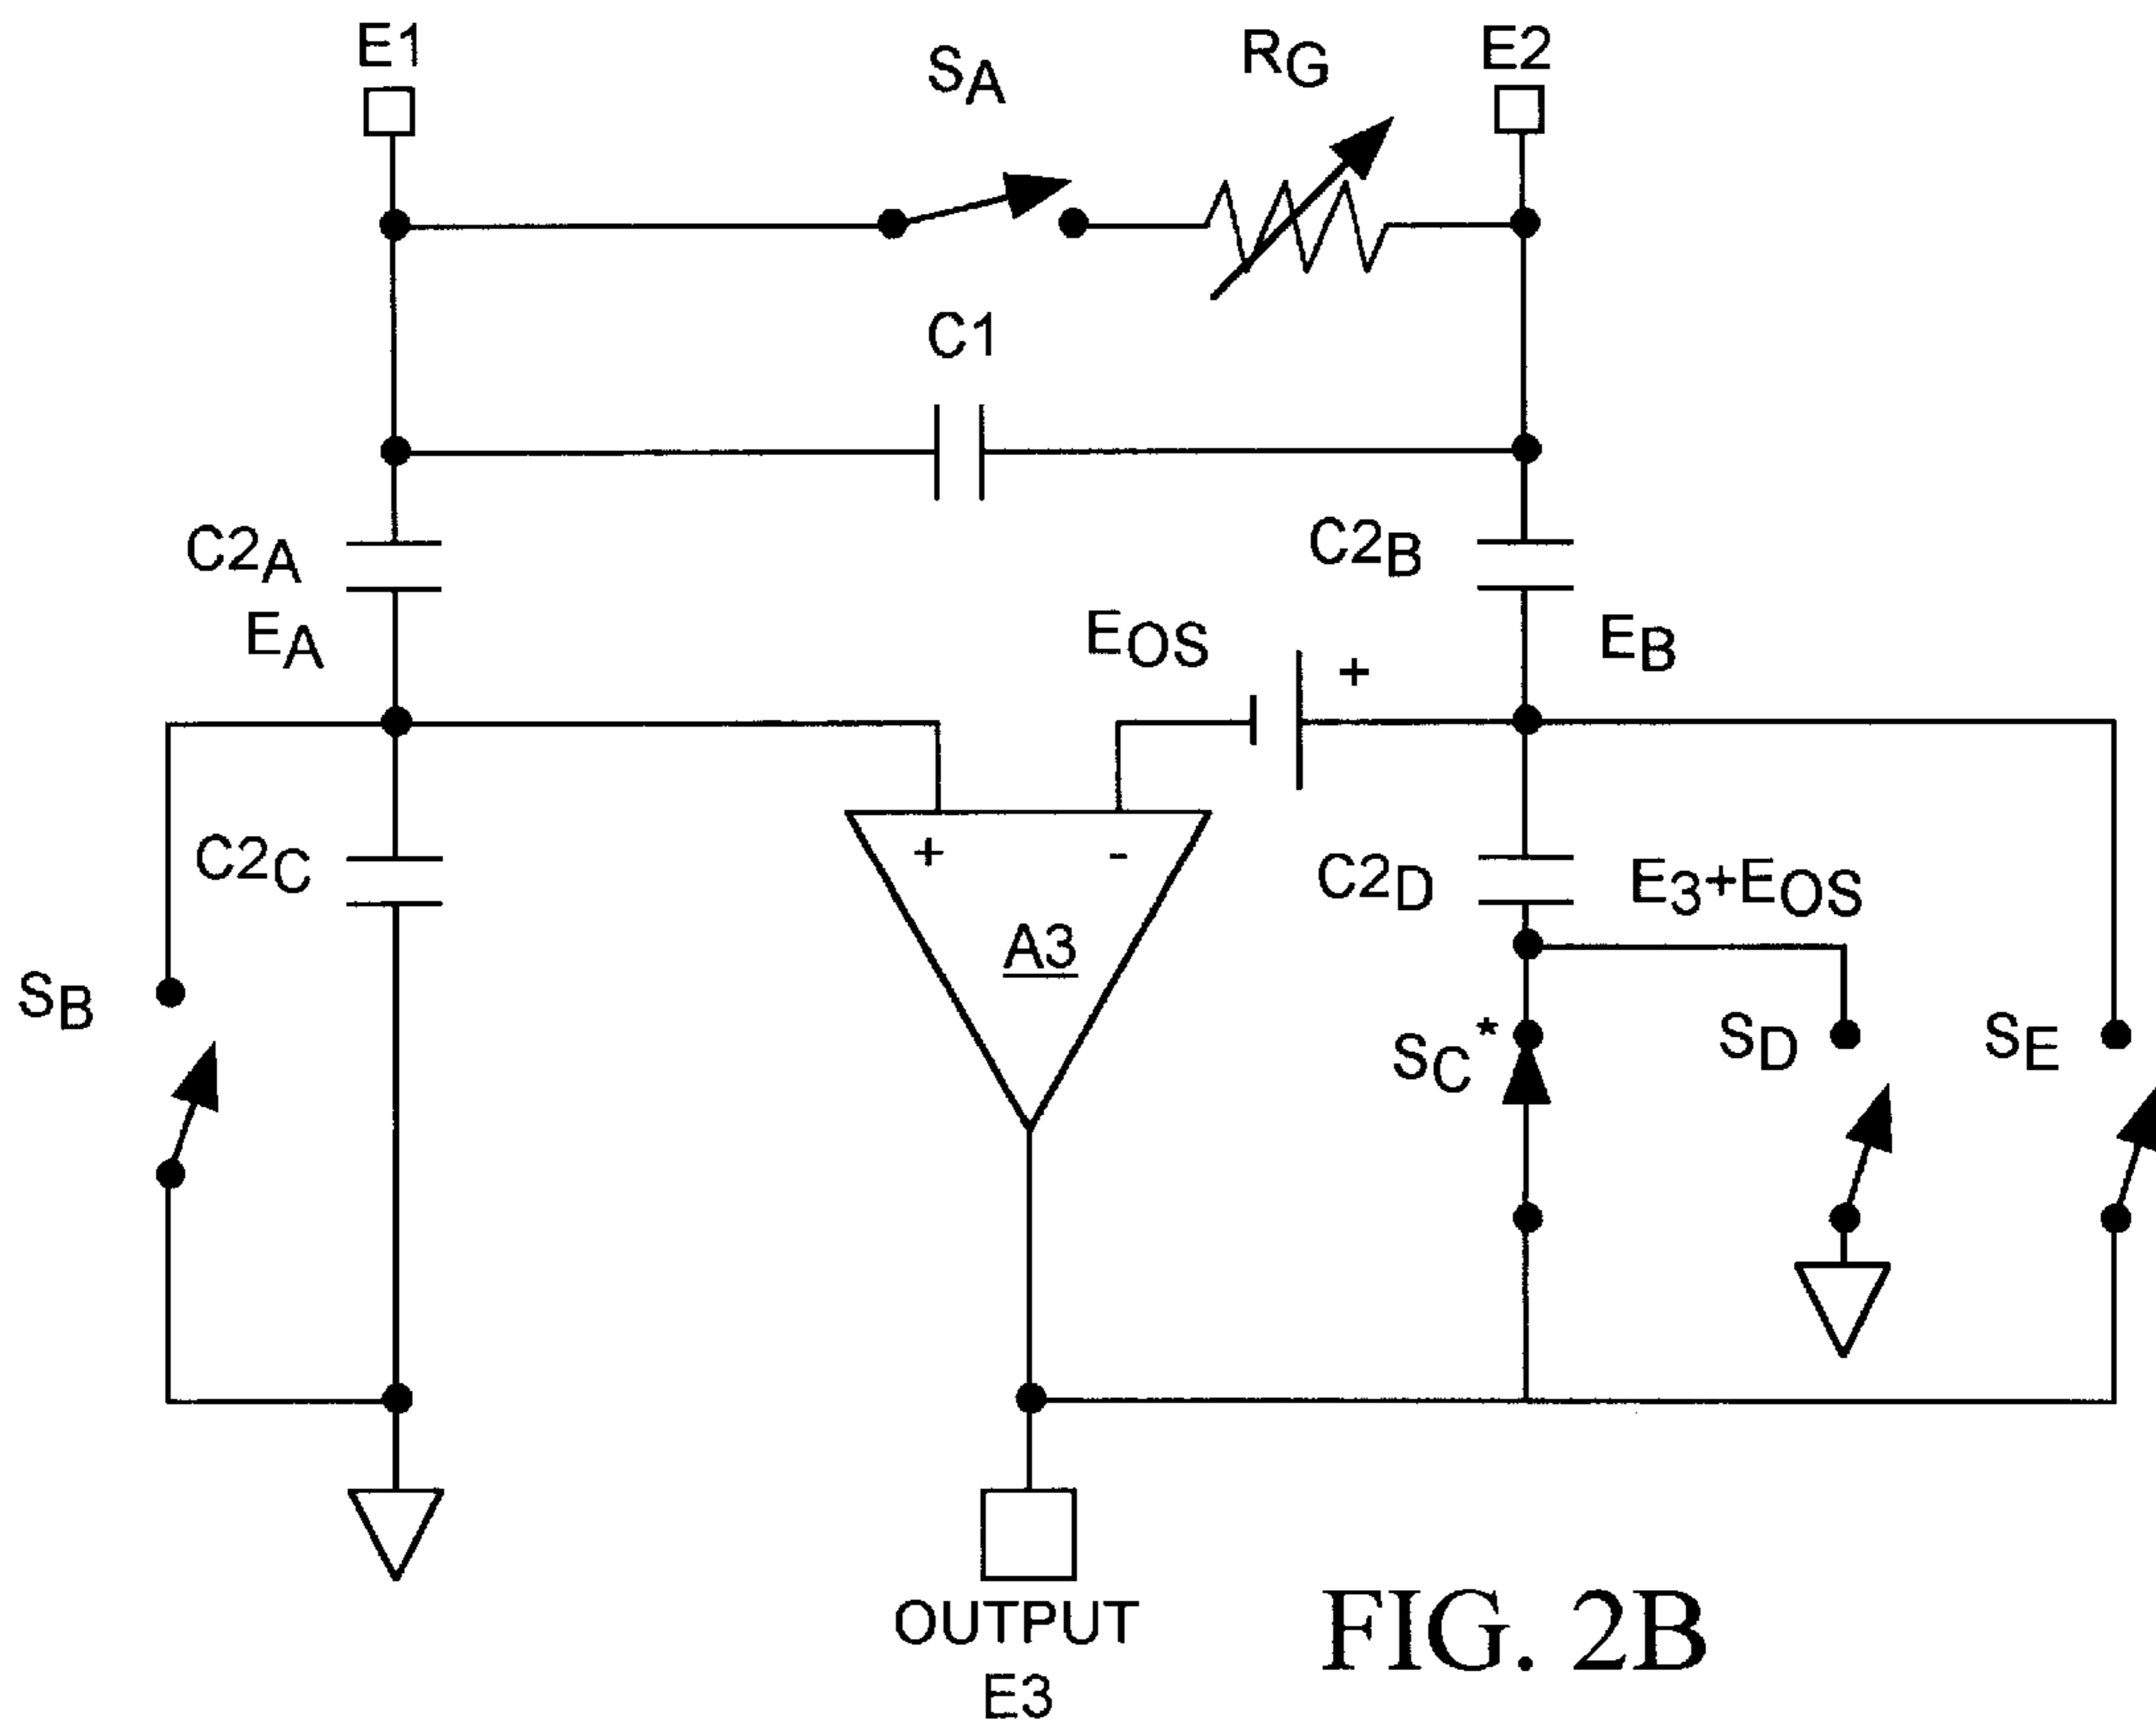 E1
SA
RG
E2
C1
C2A
C2B
EA
EOS
+
EB
C2C
+
-
C2D
E3+EOS
A3
SB
SC*
SD
SE
OUTPUT
E3
FIG. 2B